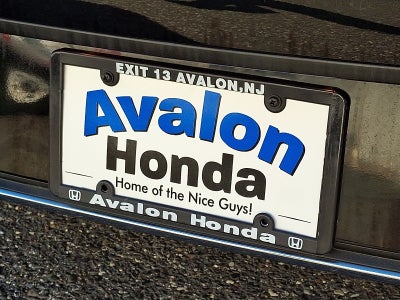 EXIT 13 AVALON,NJ
Avalon
Honda
Home of the Nice Guys!
Avalon Honda